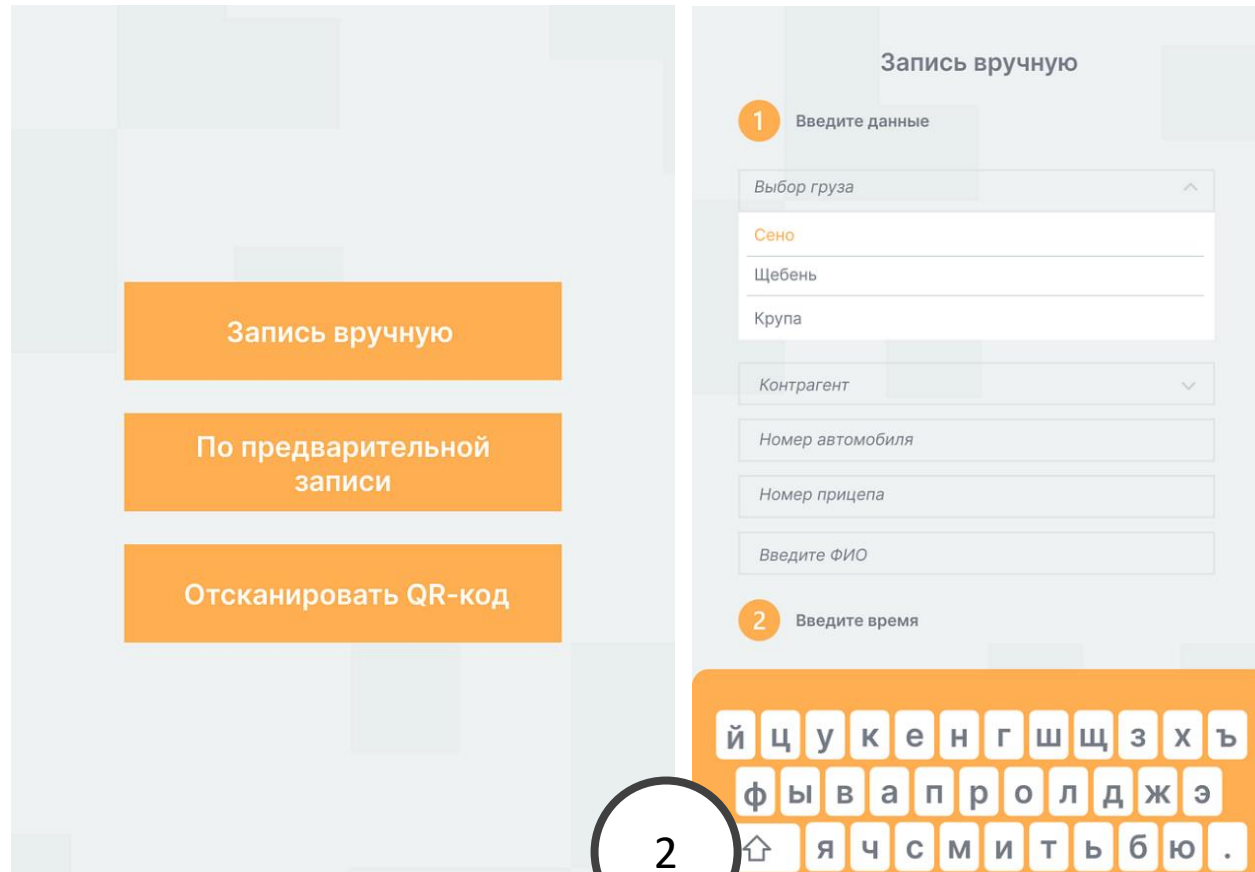 Запись вручную
По предварительной
записи
Отсканировать QR-код
Запись вручную
1 Введите данные
Выбор груза
Сено
Щебень
Крупа
Контрагент
Номер автомобиля
Номер прицепа
Введите ФИО
2 Введите время
й ц у к е н г ш щ з х ъ
ф ы в а п р о л д ж э
я ч с м и т ь б ю .
2